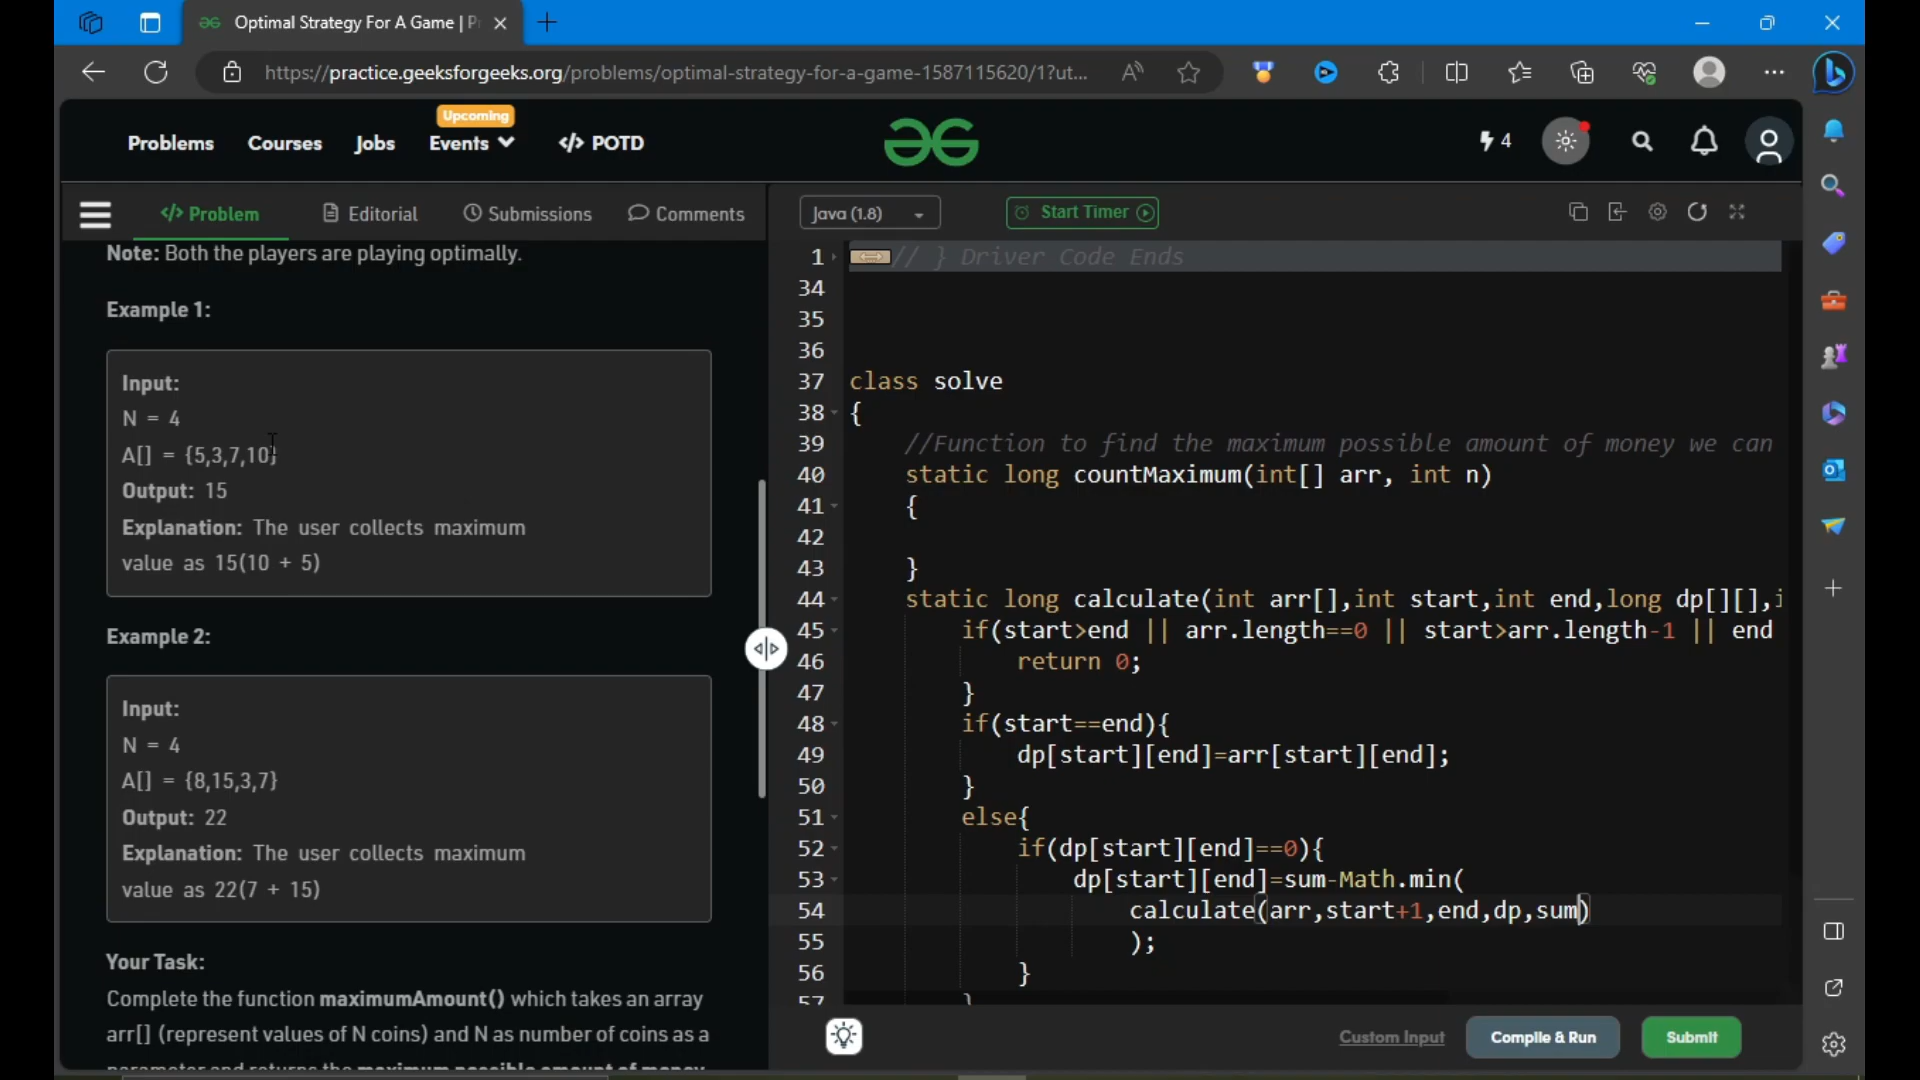 Optimal Strategy For A Game | P
https://practice.geeksforgeeks.org/problems/optimal-strategy-for-a-game-1587115620/1?ut...
Upcoming
Problems
Courses
Jobs
Events
</> POTD
4
</> Problem
Editorial
Submissions
Comments
Java (1.8)
Start Timer
Note: Both the players are playing optimally.
Example 1:
Input:
N = 4
A[] = {5,3,7,10}
Output: 15
Explanation: The user collects maximum
value as 15(10 + 5)
Example 2:
Input:
N = 4
A[] = {8,15,3,7}
Output: 22
Explanation: The user collects maximum
value as 22(7 + 15)
Your Task:
Complete the function maximumAmount() which takes an array
arr[] (represent values of N coins) and N as number of coins as a
parameter and returns the maximum possible amount of money
1 // } Driver Code Ends
34
35
36
37 class solve
38 {
39 //Function to find the maximum possible amount of money we can
40 static long countMaximum(int[] arr, int n)
41 {
42
43 }
44 static long calculate(int arr[],int start,int end,long dp[][],i
45 if(start>end || arr.length==0 || start>arr.length-1 || end
46 return 0;
47 }
48 if(start==end){
49 dp[start][end]=arr[start][end];
50 }
51 else{
52 if(dp[start][end]==0){
53 dp[start][end]=sum-Math.min(
54 calculate(arr,start+1,end,dp,sum)
55 );
56 }
57 }
Custom Input
Compile & Run
Submit